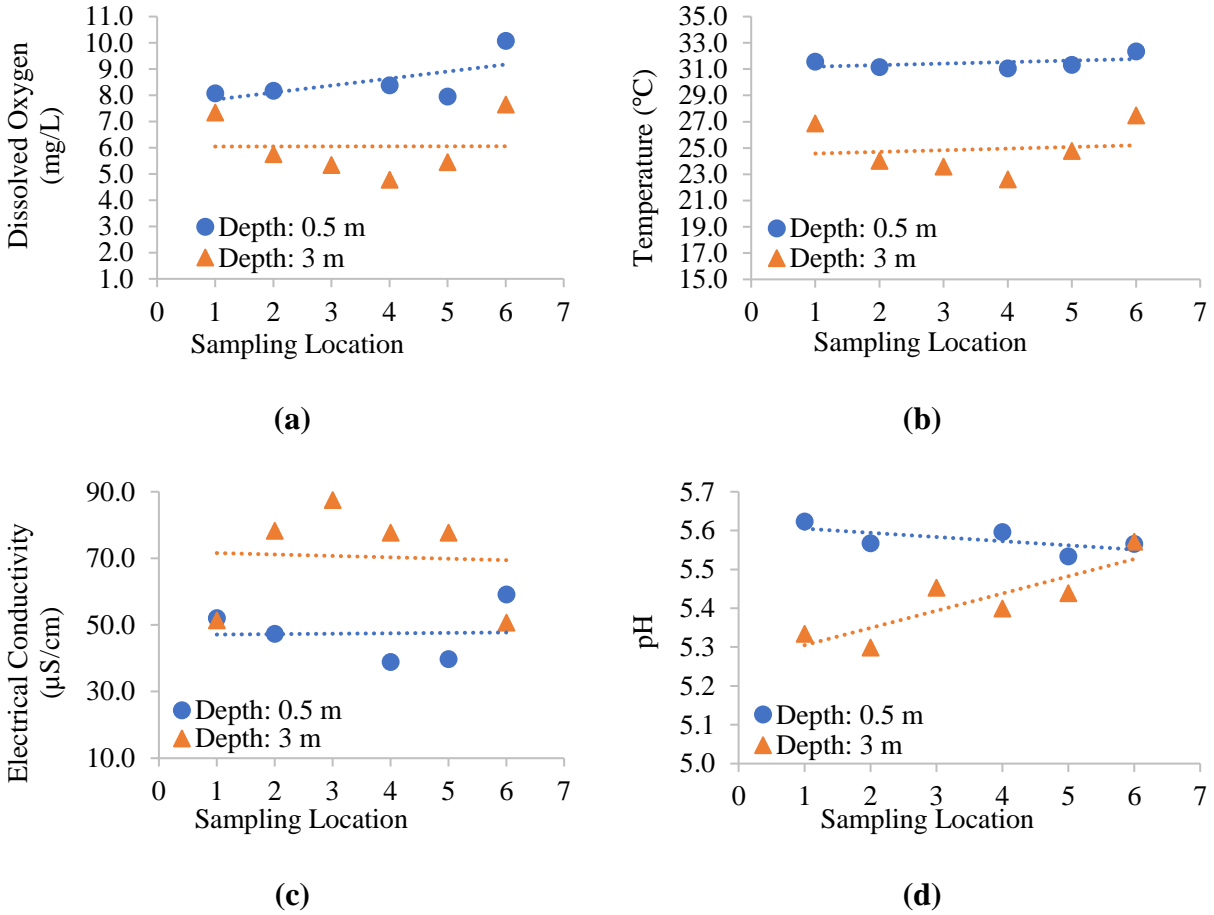 11.0
10.0
9.0
8.0
7.0
6.0
5.0
4.0
3.0
2.0
1.0
Dissolved Oxygen
(mg/L)
Depth: 0.5 m
Depth: 3 m
0 1 2 3 4 5 6 7
Sampling Location
(a)
35.0
33.0
31.0
29.0
27.0
25.0
23.0
21.0
19.0
17.0
15.0
Temperature (℃)
Depth: 0.5 m
Depth: 3 m
0 1 2 3 4 5 6 7
Sampling Location
(b)
90.0
70.0
50.0
30.0
10.0
Electrical Conductivity
(µS/cm)
Depth: 0.5 m
Depth: 3 m
0 1 2 3 4 5 6 7
Sampling Location
(c)
5.7
5.6
5.5
5.4
5.3
5.2
5.1
5.0
pH
Depth: 0.5 m
Depth: 3 m
0 1 2 3 4 5 6 7
Sampling Location
(d)